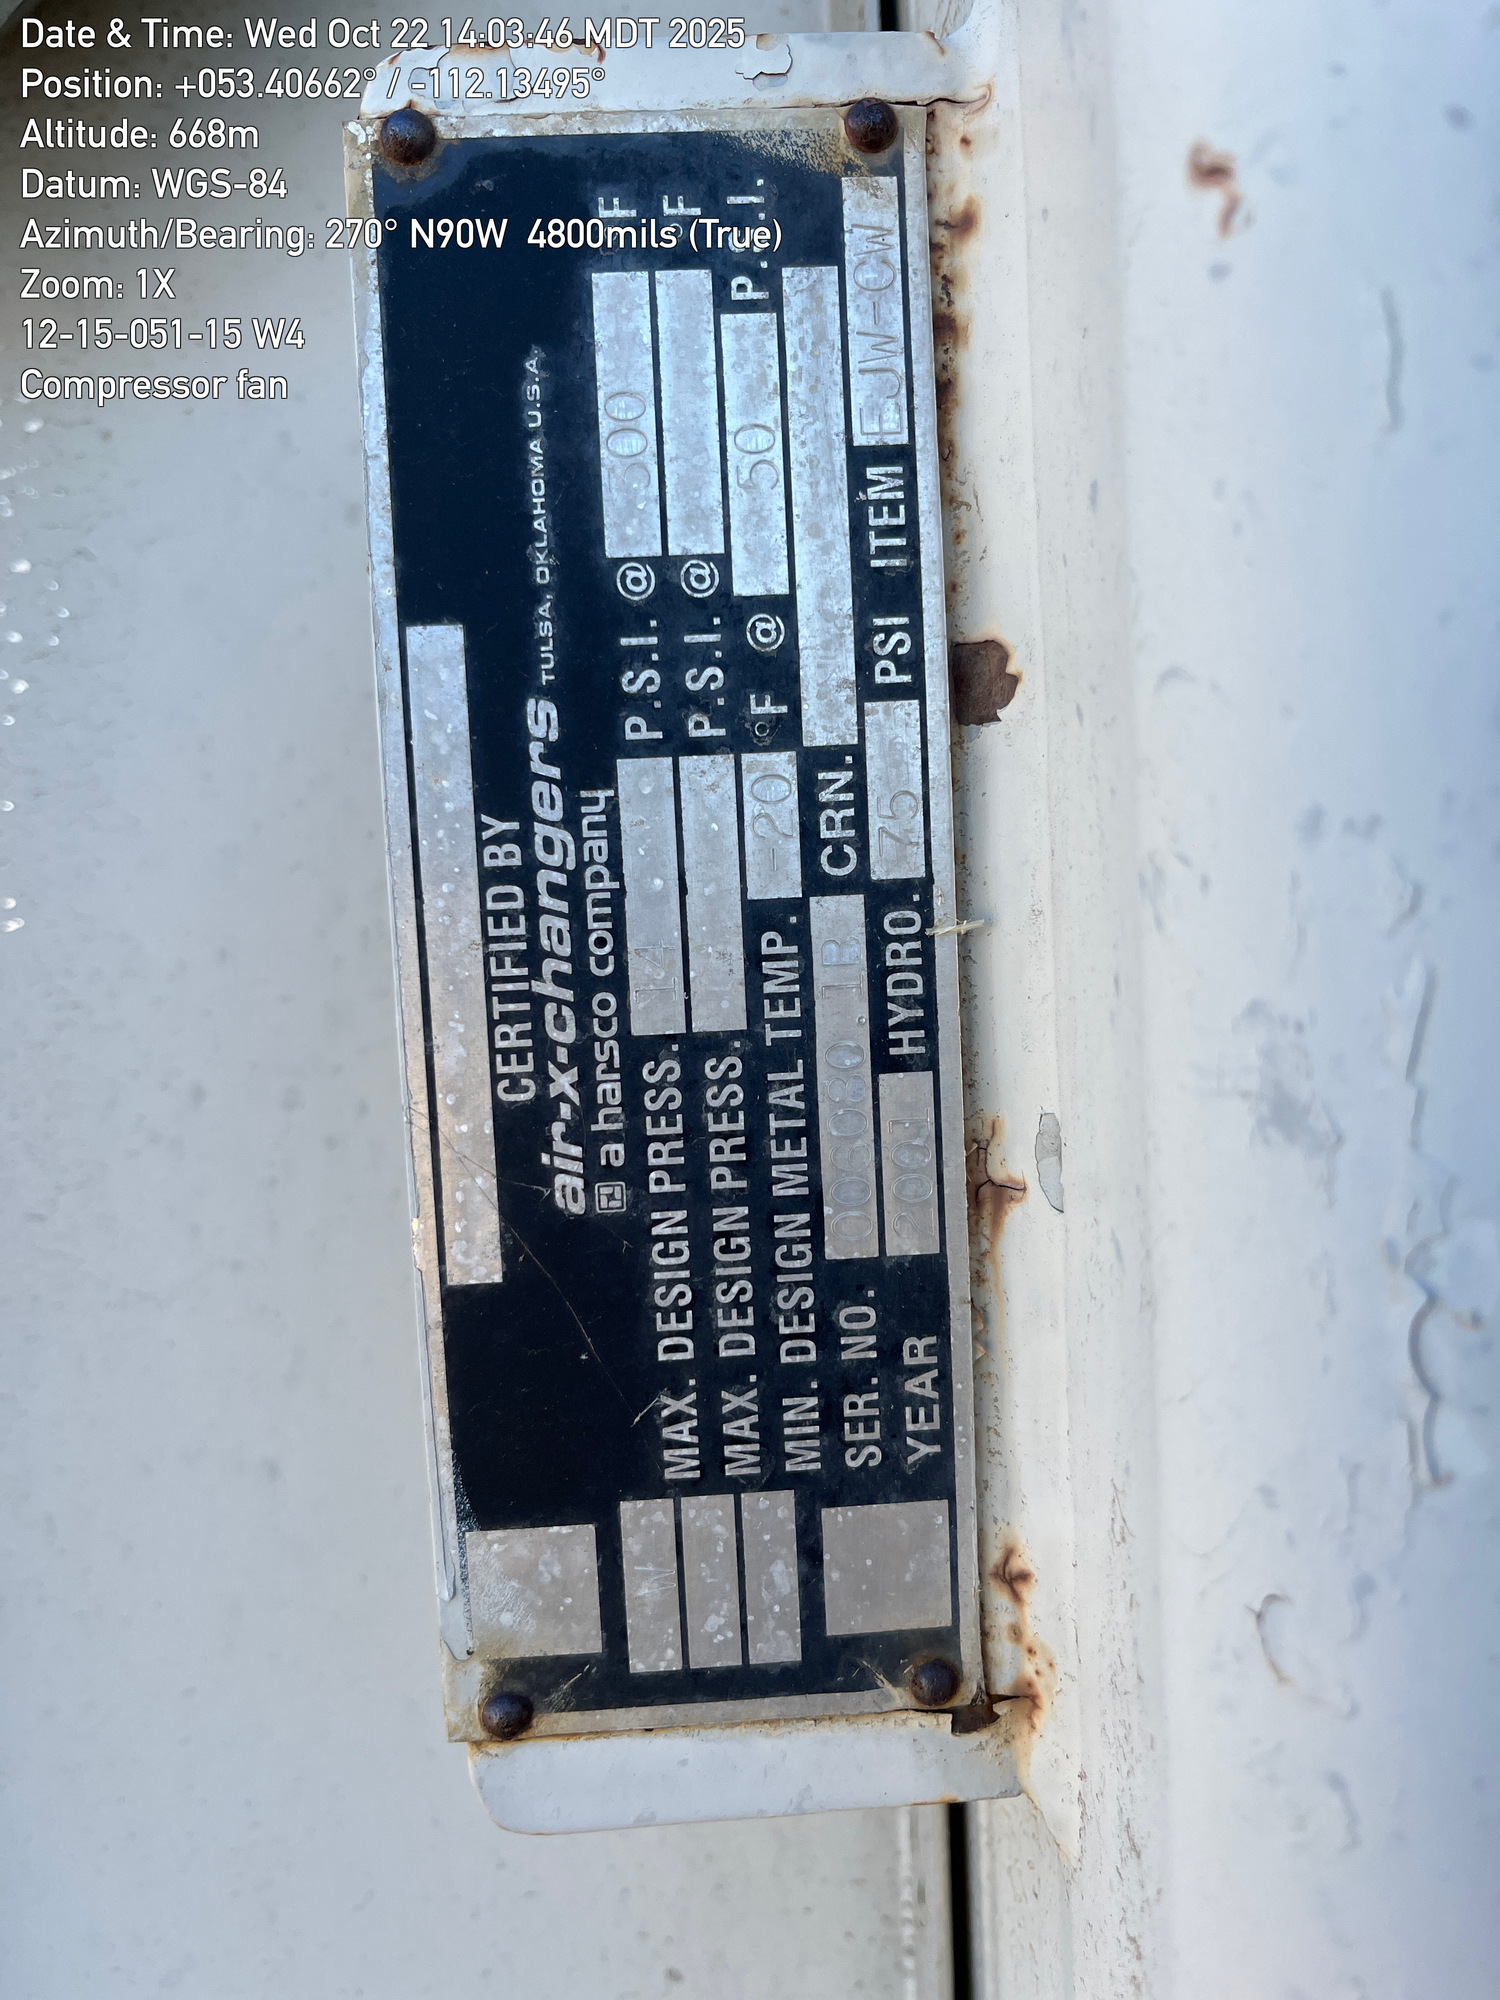 Date & Time: Wed Oct 22 14:03:46 MDT 2025
Position: +053.40662° / -112.13495°
Altitude: 668m
Datum: WGS-84
Azimuth/Bearing: 270° N90W 4800mils (True)
Zoom: 1X
12-15-051-15 W4
Compressor fan
CERTIFIED BY
air-x-changers TULSA, OKLAHOMA U.S.A.
a harsco company
W MAX. DESIGN PRESS. 14 P.S.I. @ 300 °F
MAX. DESIGN PRESS. P.S.I. @ °F
MIN. DESIGN METAL TEMP. -20 °F @ 50 P.S.I.
SER. NO. 006080.1B CRN.
YEAR 2001 HYDRO. 75 PSI ITEM EJW-CW